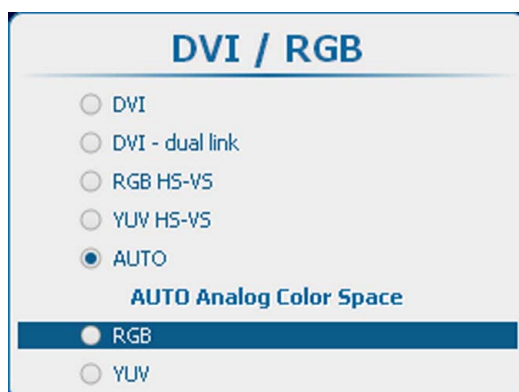 DVI / RGB
DVI
DVI - dual link
RGB HS-VS
YUV HS-VS
AUTO
AUTO Analog Color Space
RGB
YUV